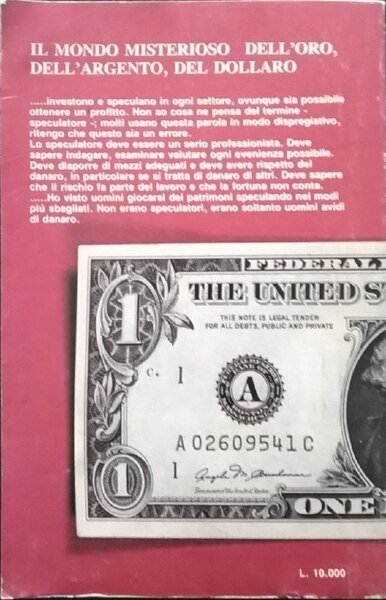 IL MONDO MISTERIOSO DELL'ORO,
DELL'ARGENTO, DEL DOLLARO
.....investono e speculano in ogni settore, ovunque sia possibile
ottenere un profitto. Non so cosa ne pensa del termine -
speculatore -; molti usano questa parola in modo dispregiativo,
ritengo che questo sia un errore.
Lo speculatore deve essere un serio professionista. Deve
sapere indagare, esaminare valutare ogni evenienza possibile.
Deve disporre di mezzi adeguati e deve avere rispetto del
danaro, in particolare se si tratta di danaro di altri. Deve sapere
che il rischio fa parte del lavoro e che la fortuna non conta.
.....Ho visto uomini giocarsi dei patrimoni speculando nei modi
più sbagliati. Non erano speculatori, erano soltanto uomini avidi
di danaro.
FEDERAL
THE UNITED S
THIS NOTE IS LEGAL TENDER
FOR ALL DEBTS, PUBLIC AND PRIVATE
1
C
1
A
A 02609541 C
1
1
ONE
L. 10.000